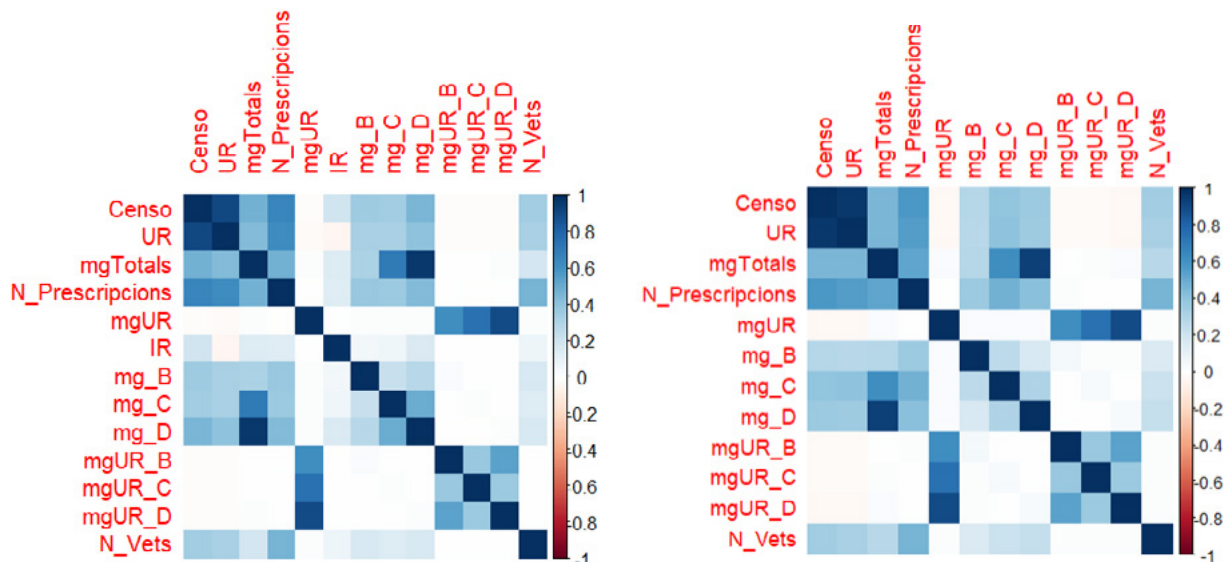 Censo
UR
mgTotals
N_Prescripcions
mgUR
IR
mg_B
mg_C
mg_D
mgUR_B
mgUR_C
mgUR_D
N_Vets
Censo
UR
mgTotals
N_Prescripcions
mgUR
IR
mg_B
mg_C
mg_D
mgUR_B
mgUR_C
mgUR_D
N_Vets
1
0.8
0.6
0.4
0.2
0
-0.2
-0.4
-0.6
-0.8
-1
Censo
UR
mgTotals
N_Prescripcions
mgUR
mg_B
mg_C
mg_D
mgUR_B
mgUR_C
mgUR_D
N_Vets
Censo
UR
mgTotals
N_Prescripcions
mgUR
mg_B
mg_C
mg_D
mgUR_B
mgUR_C
mgUR_D
N_Vets
1
0.8
0.6
0.4
0.2
0
-0.2
-0.4
-0.6
-0.8
-1